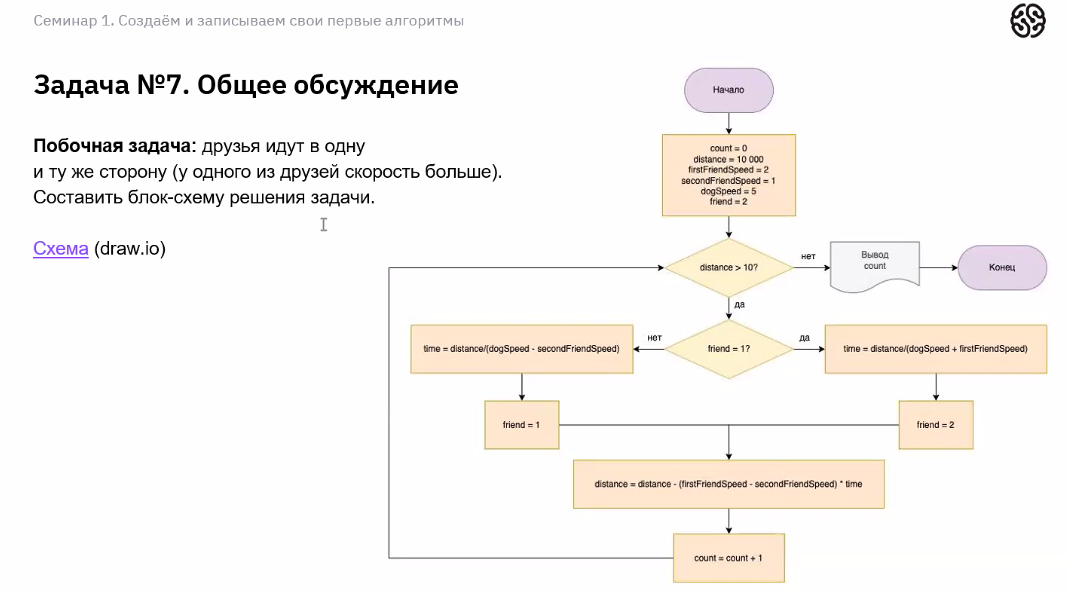 Семинар 1. Создаём и записываем свои первые алгоритмы
Задача №7. Общее обсуждение
Побочная задача: друзья идут в одну
и ту же сторону (у одного из друзей скорость больше).
Составить блок-схему решения задачи.
Схема (draw.io)
Начало
count = 0
distance = 10 000
firstFriendSpeed = 2
secondFriendSpeed = 1
dogSpeed = 5
friend = 2
distance > 10?
нет
Вывод
count
Конец
да
time = distance/(dogSpeed - secondFriendSpeed)
нет
friend = 1?
да
time = distance/(dogSpeed + firstFriendSpeed)
friend = 1
friend = 2
distance = distance - (firstFriendSpeed - secondFriendSpeed) * time
count = count + 1